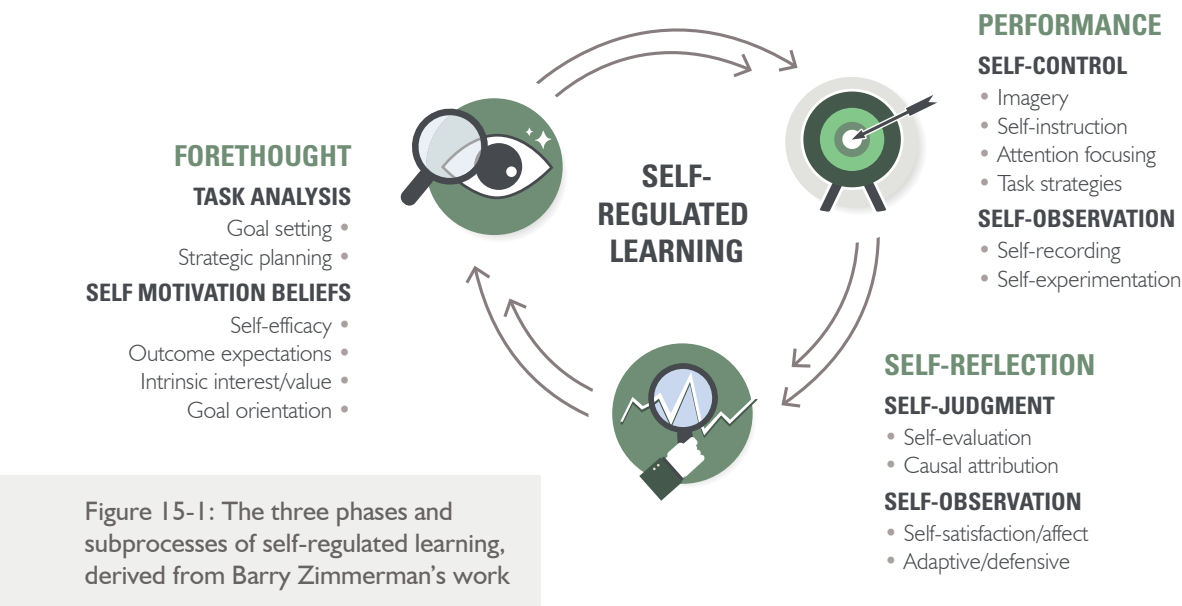 SELF-
REGULATED
LEARNING
FORETHOUGHT
TASK ANALYSIS
Goal setting •
Strategic planning •
SELF MOTIVATION BELIEFS
Self-efficacy •
Outcome expectations •
Intrinsic interest/value •
Goal orientation •
PERFORMANCE
SELF-CONTROL
• Imagery
• Self-instruction
• Attention focusing
• Task strategies
SELF-OBSERVATION
• Self-recording
• Self-experimentation
SELF-REFLECTION
SELF-JUDGMENT
• Self-evaluation
• Causal attribution
SELF-OBSERVATION
• Self-satisfaction/affect
• Adaptive/defensive
Figure 15-1: The three phases and
subprocesses of self-regulated learning,
derived from Barry Zimmerman’s work